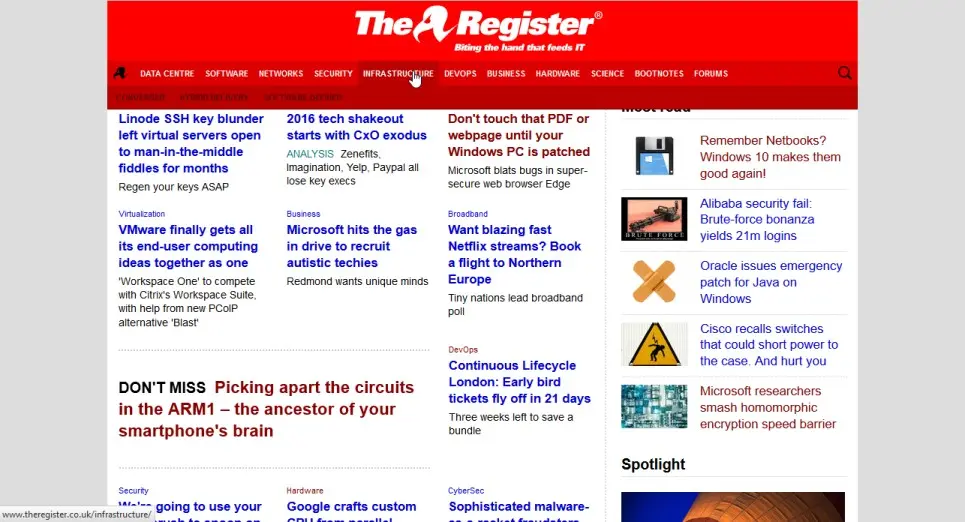 The Register®
Biting the hand that feeds IT
DATA CENTRE SOFTWARE NETWORKS SECURITY INFRASTRUCTURE DEVOPS BUSINESS HARDWARE SCIENCE BOOTNOTES FORUMS
Linode SSH key blunder
left virtual servers open
to man-in-the-middle
fiddles for months
Regen your keys ASAP
2016 tech shakeout
starts with CxO exodus
ANALYSIS Zenefits,
Imagination, Yelp, Paypal all
lose key execs
Don't touch that PDF or
webpage until your
Windows PC is patched
Microsoft blats bugs in super-
secure web browser Edge
Virtualization
VMware finally gets all
its end-user computing
ideas together as one
'Workspace One' to compete
with Citrix's Workspace Suite,
with help from new PCoIP
alternative 'Blast'
Business
Microsoft hits the gas
in drive to recruit
autistic techies
Redmond wants unique minds
Broadband
Want blazing fast
Netflix streams? Book
a flight to Northern
Europe
Tiny nations lead broadband
poll
DON'T MISS Picking apart the circuits
in the ARM1 – the ancestor of your
smartphone's brain
DevOps
Continuous Lifecycle
London: Early bird
tickets fly off in 21 days
Three weeks left to save a
bundle
Security
We're going to use your
Hardware
Google crafts custom
CPU from parallel
CyberSec
Sophisticated malware-
Most read
Remember Netbooks?
Windows 10 makes them
good again!
Alibaba security fail:
Brute-force bonanza
yields 21m logins
BRUTE FORCE
Oracle issues emergency
patch for Java on
Windows
Cisco recalls switches
that could short power to
the case. And hurt you
Microsoft researchers
smash homomorphic
encryption speed barrier
Spotlight
www.theregister.co.uk/infrastructure/